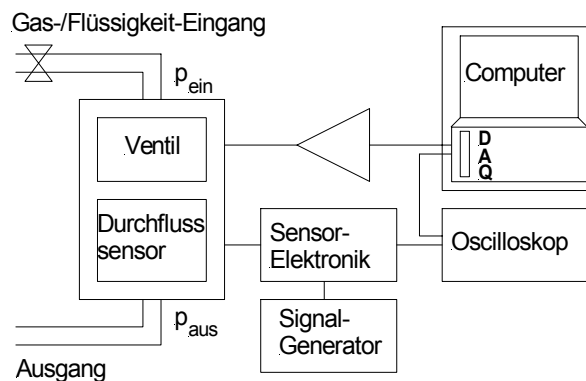 Gas-/Flüssigkeit-Eingang
p_ein
Computer
Ventil
D
A
Q
Durchfluss
sensor
Sensor-
Elektronik
Oscilloskop
p_aus
Signal-
Generator
Ausgang